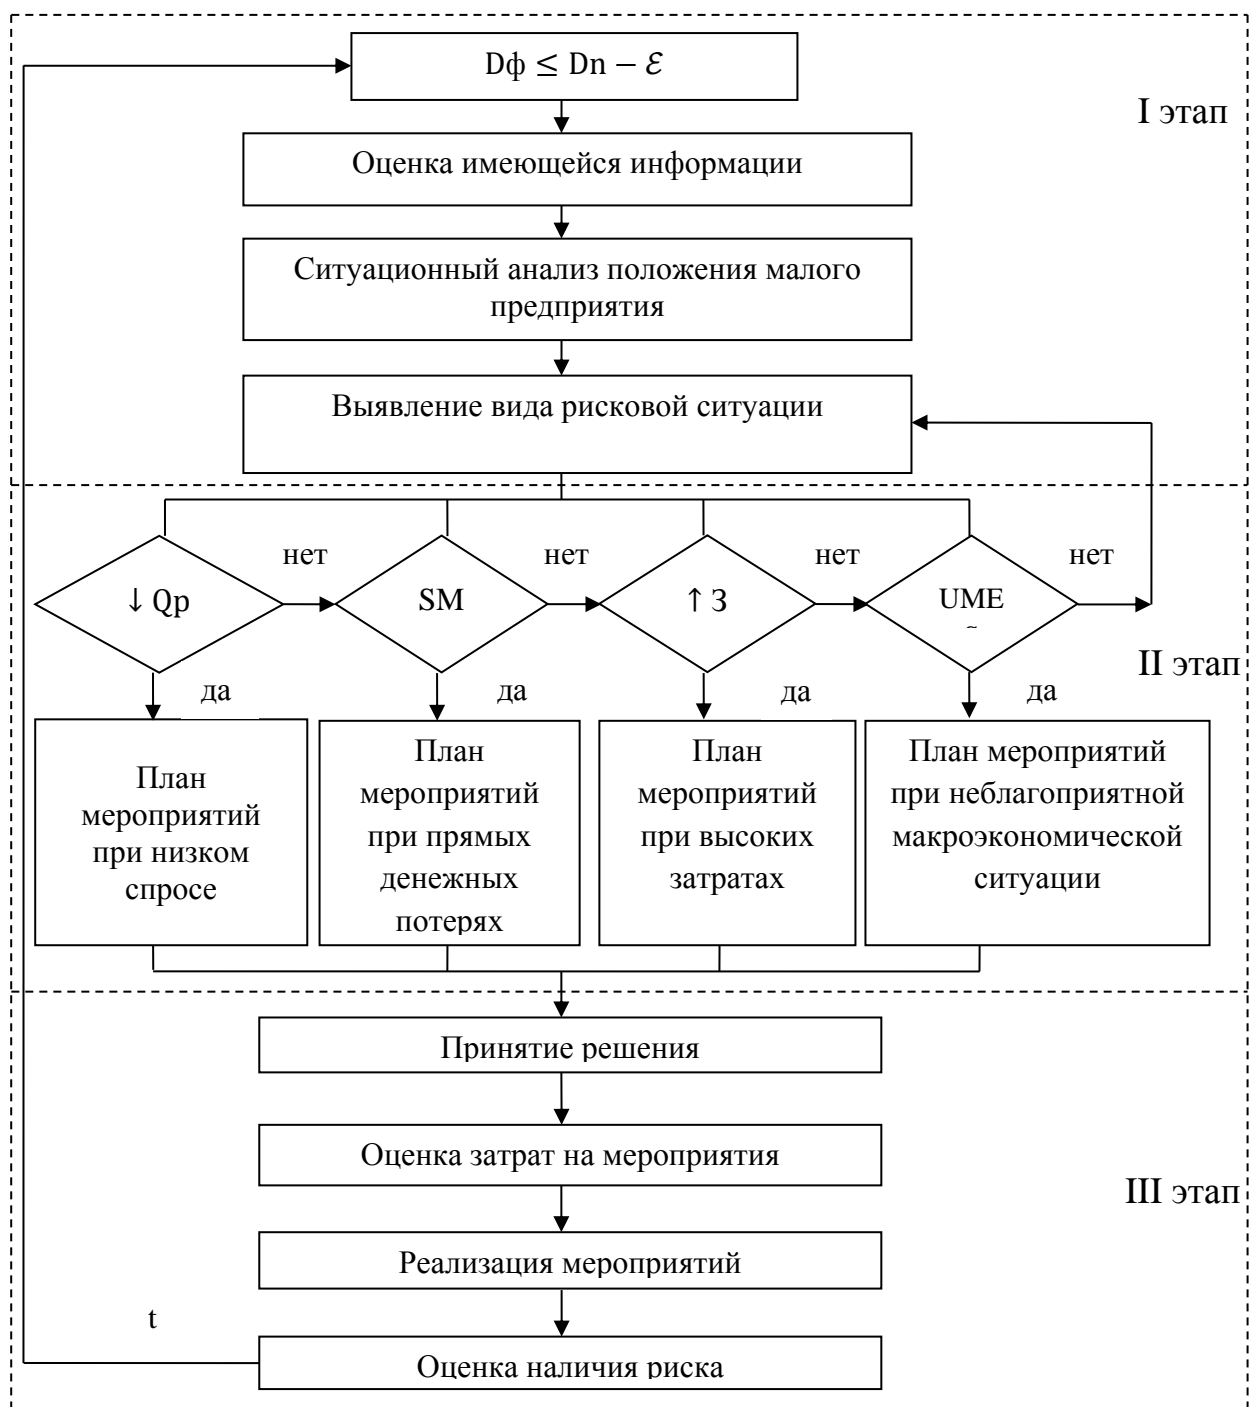 Dф ≤ Dn − ℰ
I этап
Оценка имеющейся информации
Ситуационный анализ положения малого
предприятия
Выявление вида рисковой ситуации
нет
нет
нет
нет
↓ Qp
SM
↑ З
UME
II этап
да
да
да
да
План
мероприятий
при низком
спросе
План
мероприятий
при прямых
денежных
потерях
План
мероприятий
при высоких
затратах
План мероприятий
при неблагоприятной
макроэкономической
ситуации
Принятие решения
Оценка затрат на мероприятия
III этап
Реализация мероприятий
t
Оценка наличия риска